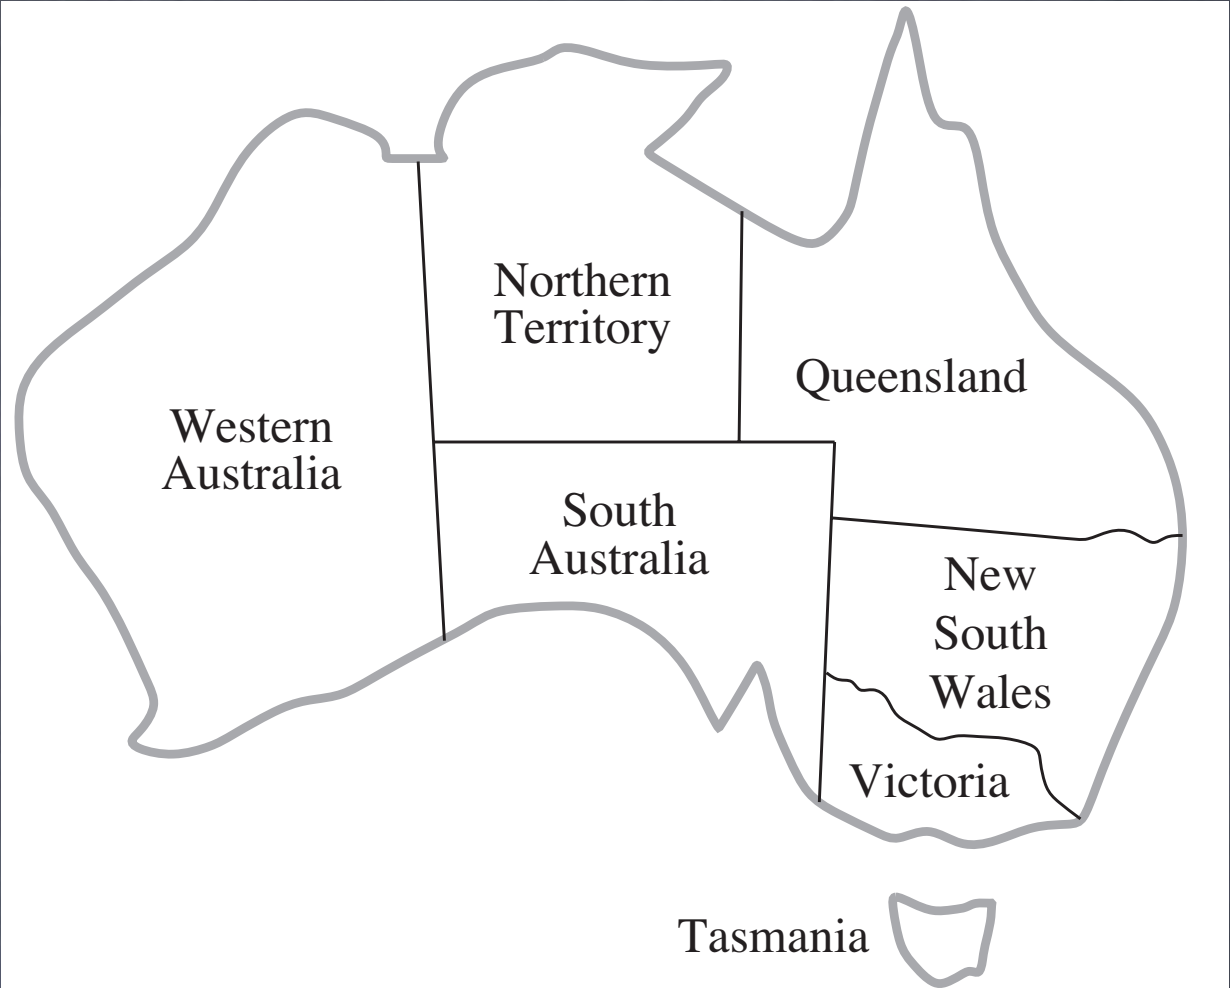 Northern
Territory
Queensland
Western
Australia
South
Australia
New
South
Wales
Victoria
Tasmania